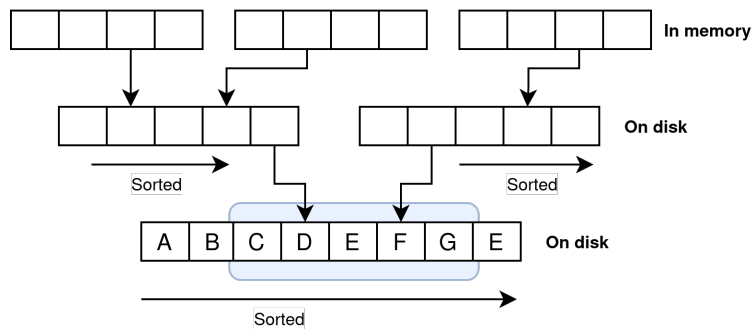 In memory
On disk
Sorted
Sorted
A B C D E F G E
On disk
Sorted